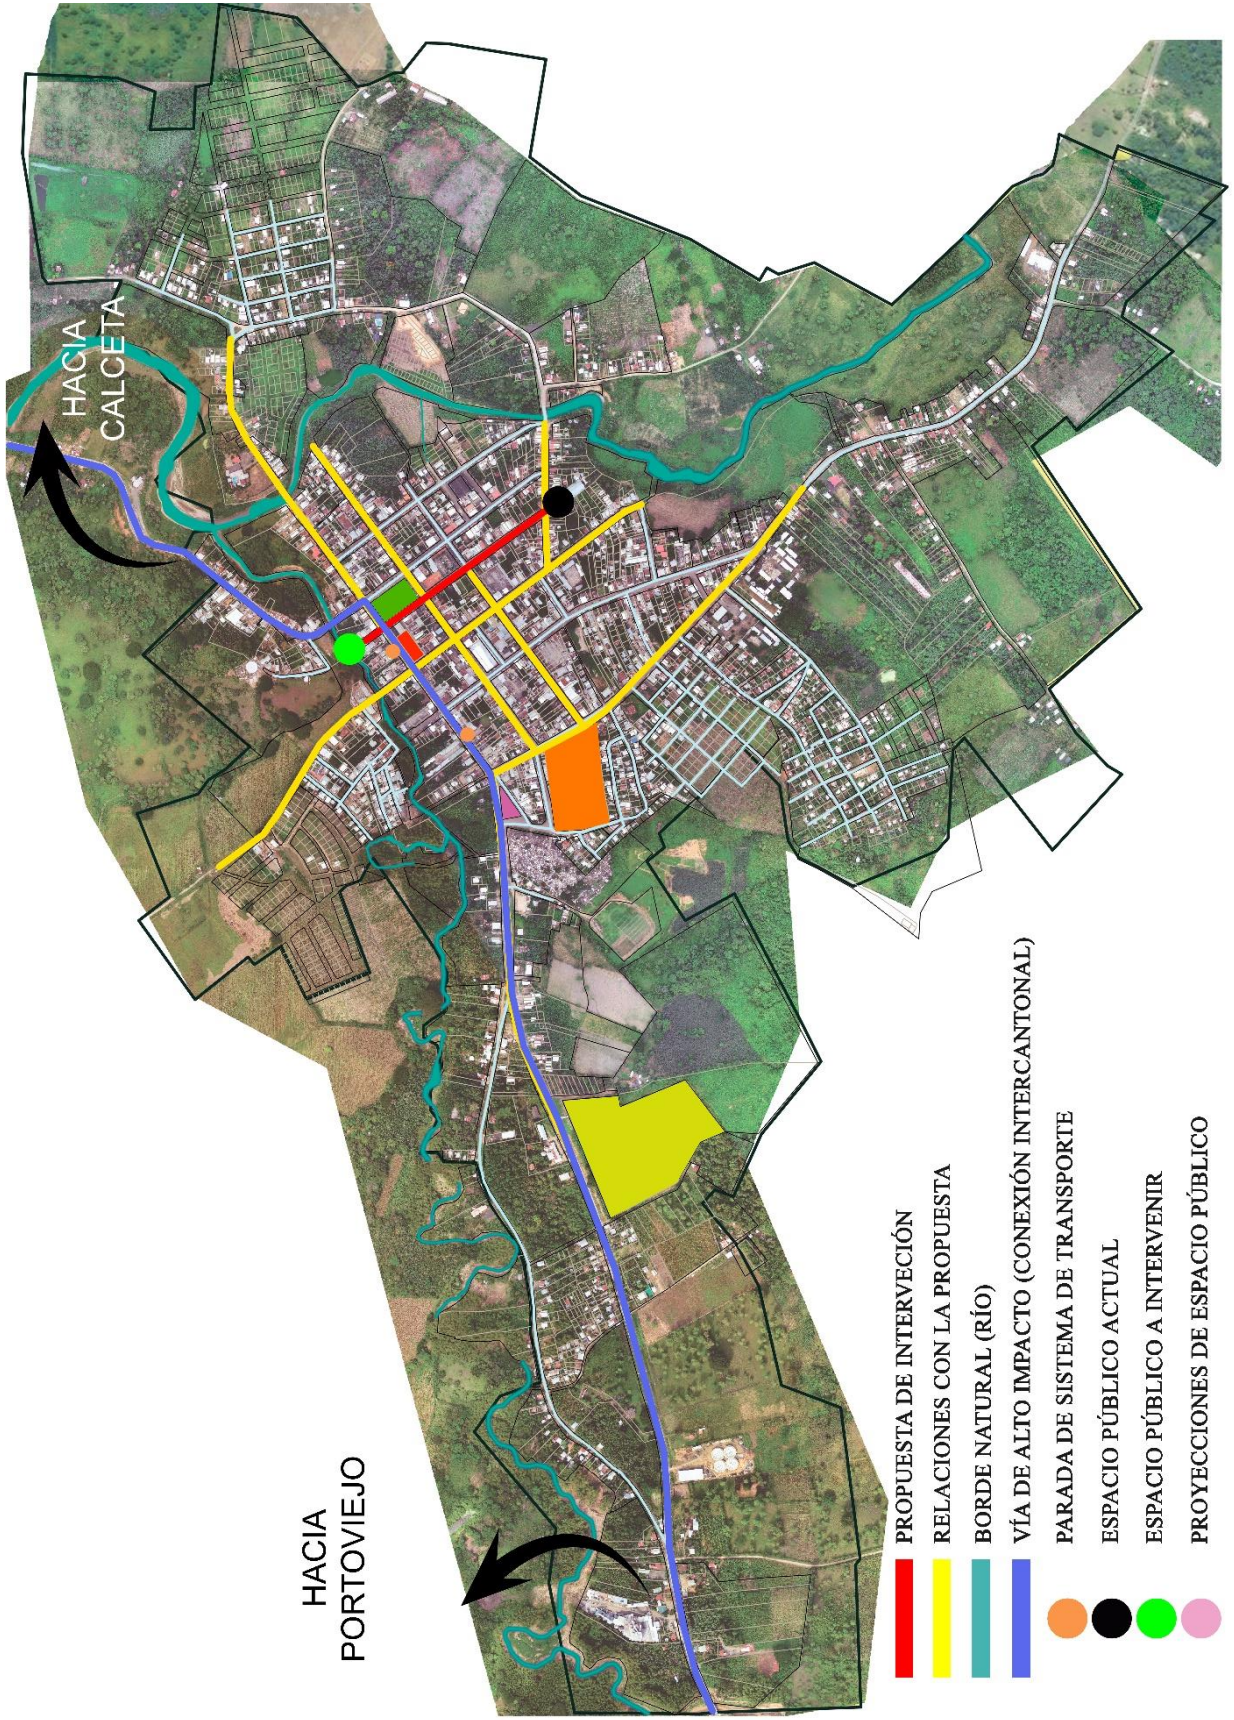 HACIA
CALCETA
HACIA
PORTOVIEJO
PROPUESTA DE INTERVECIÓN
RELACIONES CON LA PROPUESTA
BORDE NATURAL (RÍO)
VÍA DE ALTO IMPACTO (CONEXIÓN INTERCANTONAL)
PARADA DE SISTEMA DE TRANSPORTE
ESPACIO PÚBLICO ACTUAL
ESPACIO PÚBLICO A INTERVENIR
PROYECCIONES DE ESPACIO PÚBLICO